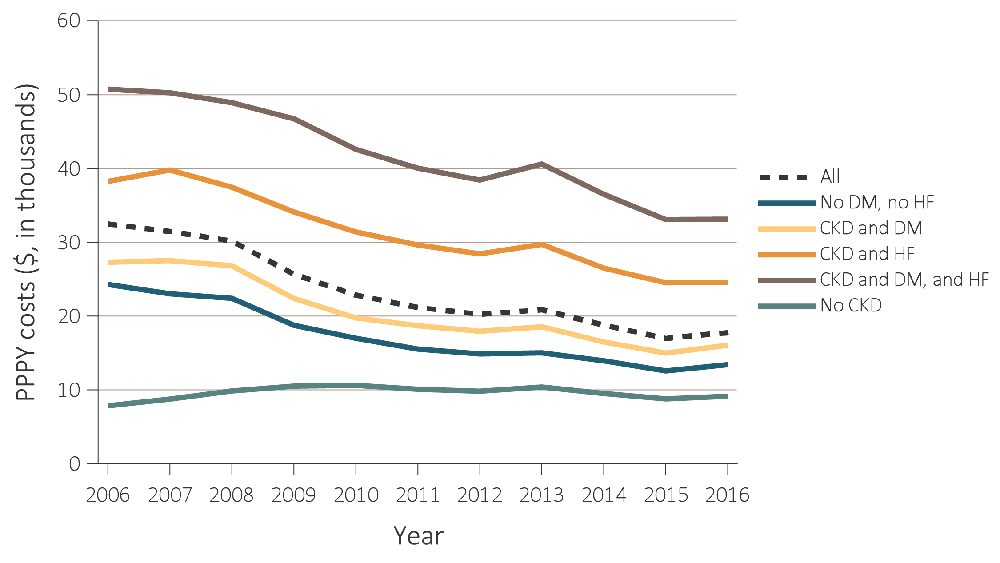 PPPY costs ($, in thousands)
60
50
40
30
20
10
0
2006 2007 2008 2009 2010 2011 2012 2013 2014 2015 2016
Year
All
No DM, no HF
CKD and DM
CKD and HF
CKD and DM, and HF
No CKD